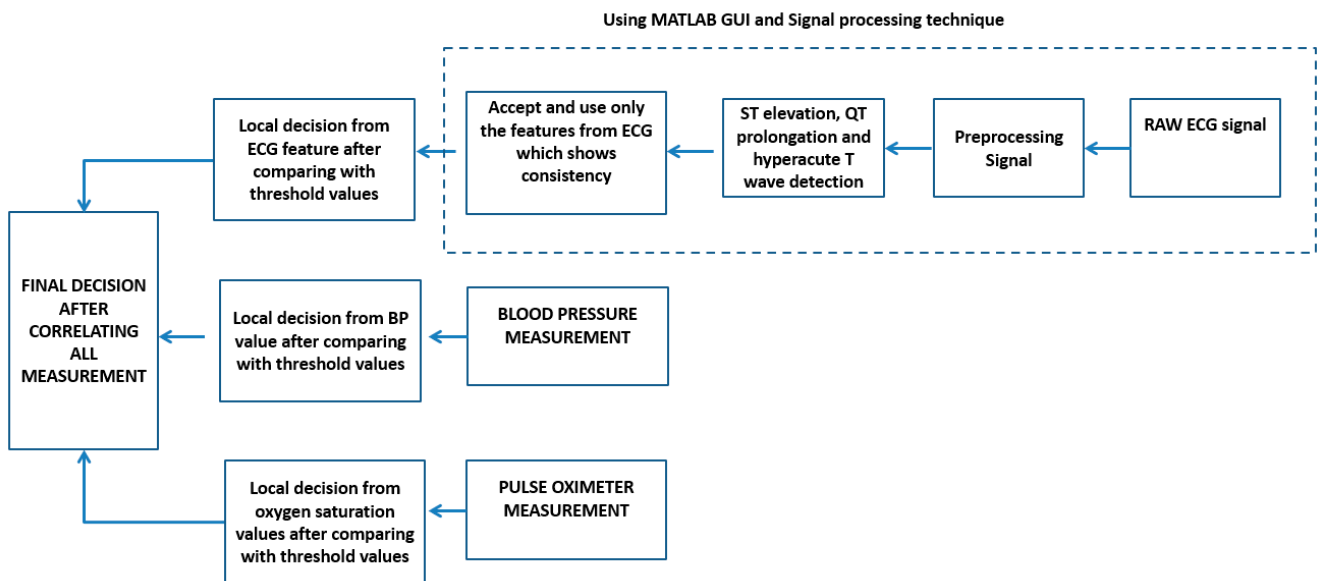 Using MATLAB GUI and Signal processing technique
Local decision from
ECG feature after
comparing with
threshold values
Accept and use only
the features from ECG
which shows
consistency
ST elevation, QT
prolongation and
hyperacute T
wave detection
Preprocessing
Signal
RAW ECG signal
FINAL DECISION
AFTER
CORRELATING
ALL
MEASUREMENT
Local decision from BP
value after comparing
with threshold values
BLOOD PRESSURE
MEASUREMENT
Local decision from
oxygen saturation
values after comparing
with threshold values
PULSE OXIMETER
MEASUREMENT